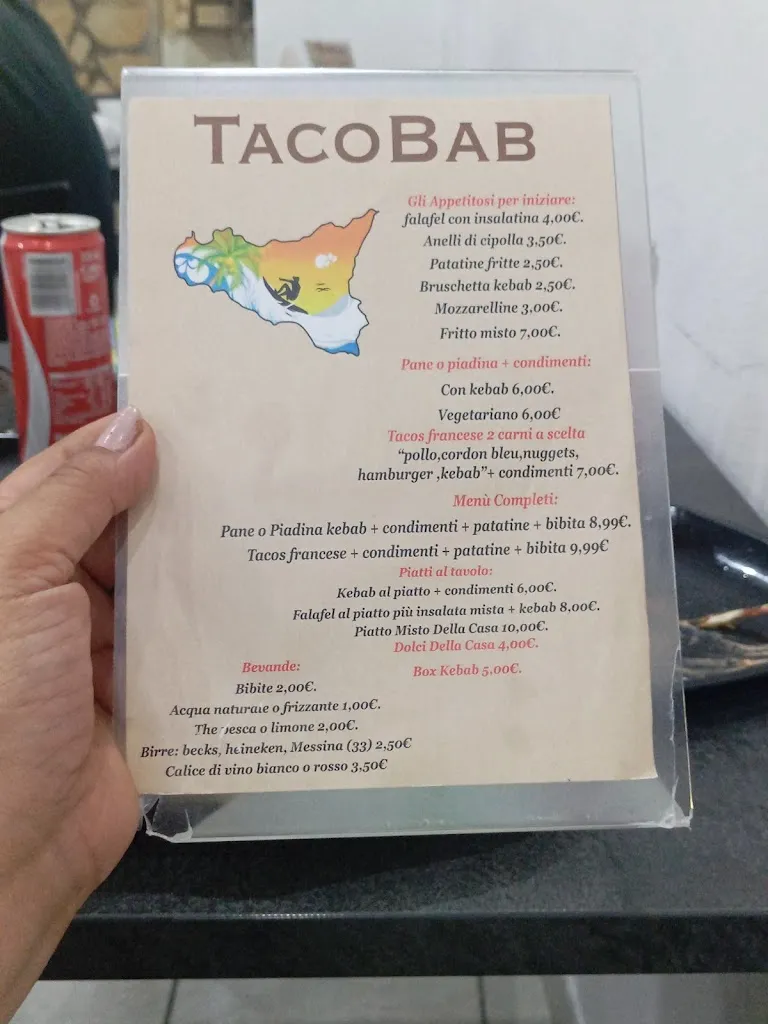 TACOBAB
Gli Appetitosi per iniziare:
falafel con insalatina 4,00€.
Anelli di cipolla 3,50€.
Patatine fritte 2,50€.
Bruschetta kebab 2,50€.
Mozzarelline 3,00€.
Fritto misto 7,00€.
Pane o piadina + condimenti:
Con kebab 6,00€.
Vegetariano 6,00€
Tacos francese 2 carni a scelta
“pollo,cordon bleu,nuggets,
hamburger ,kebab”+ condimenti 7,00€.
Menù Completi:
Pane o Piadina kebab + condimenti + patatine + bibita 8,99€.
Tacos francese + condimenti + patatine + bibita 9,99€
Piatti al tavolo:
Kebab al piatto + condimenti 6,00€.
Falafel al piatto più insalata mista + kebab 8,00€.
Piatto Misto Della Casa 10,00€.
Dolci Della Casa 4,00€.
Box Kebab 5,00€.
Bevande:
Bibite 2,00€.
Acqua naturale o frizzante 1,00€.
The pesca o limone 2,00€.
Birre: becks, heineken, Messina (33) 2,50€
Calice di vino bianco o rosso 3,50€